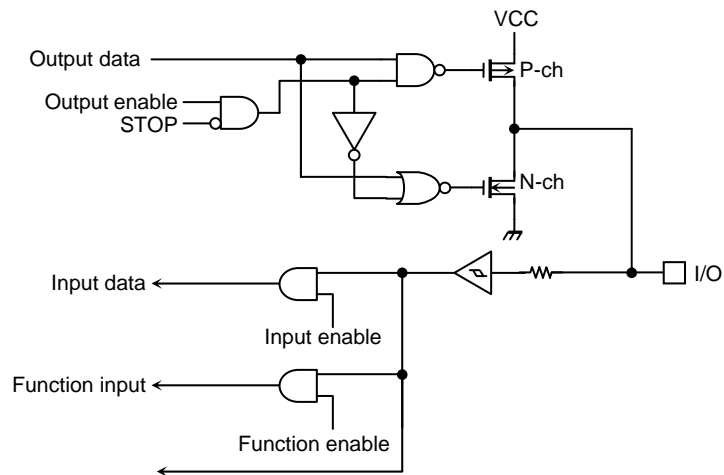 VCC
Output data
P-ch
Output enable
STOP
N-ch
Input data
I/O
Input enable
Function input
Function enable